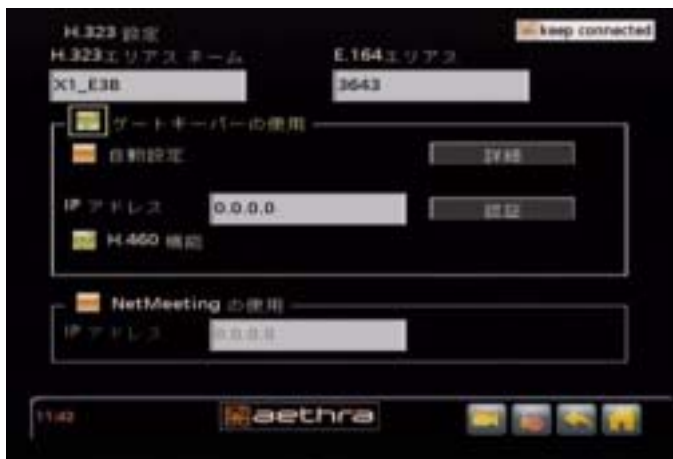 H.323 設定
keep connected
H.323エリアス ネーム
E.164エリアス
X1_E3B
3643
ゲートキーパーの使用
自動設定
詳細
IP アドレス
0.0.0.0
認証
H.460 機能
NetMeeting の使用
IP アドレス
0.0.0.0
11:42
aethra